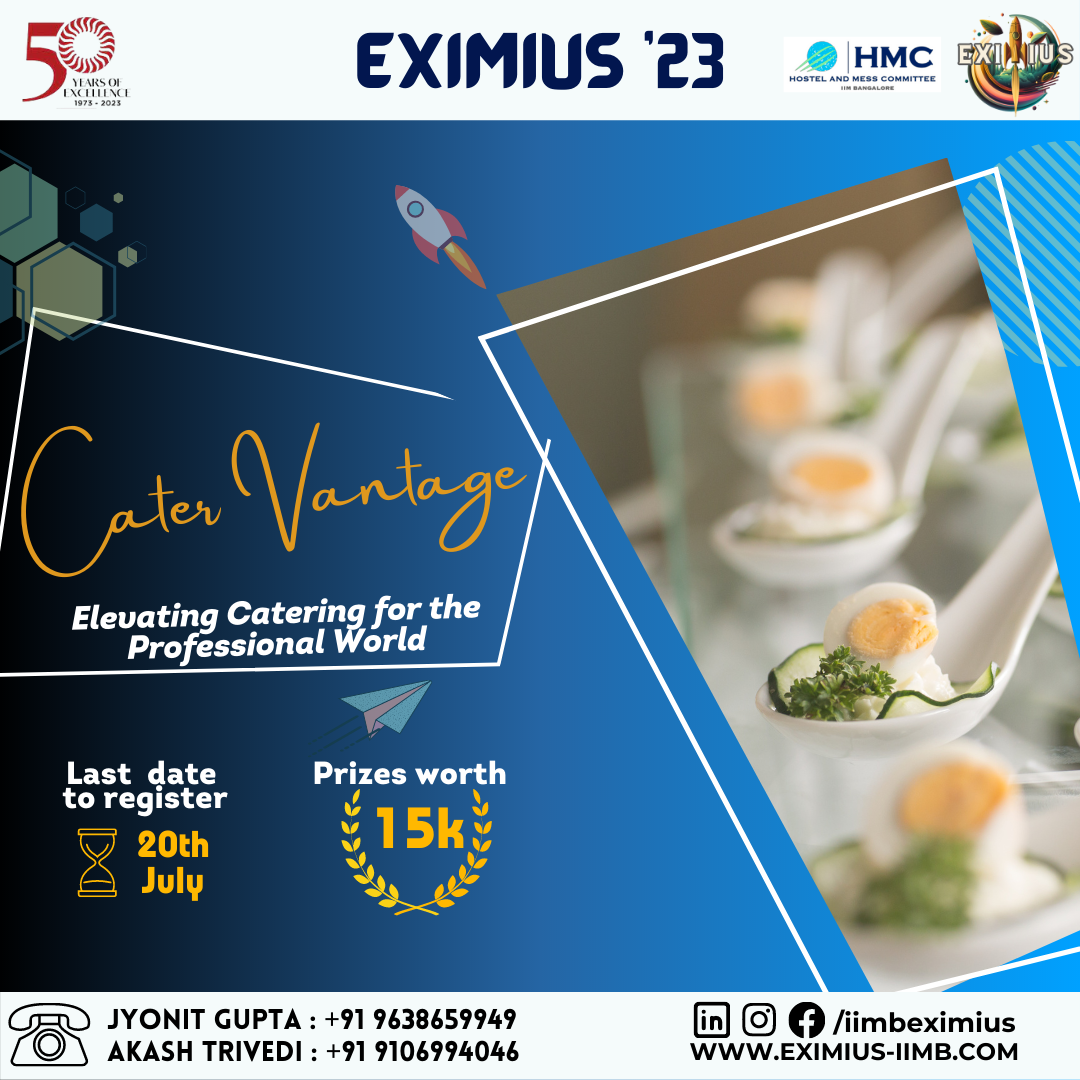 50
YEARS OF
EXCELLENCE
1973 - 2023
EXIMIUS '23
HMC
HOSTEL AND MESS COMMITTEE
IIM BANGALORE
EXIMIUS
Cater Vantage
Elevating Catering for the
Professional World
Last date
to register
20th
July
Prizes worth
15k
JYONIT GUPTA : +91 9638659949
AKASH TRIVEDI : +91 9106994046
in
/iimbeximius
WWW.EXIMIUS-IIMB.COM